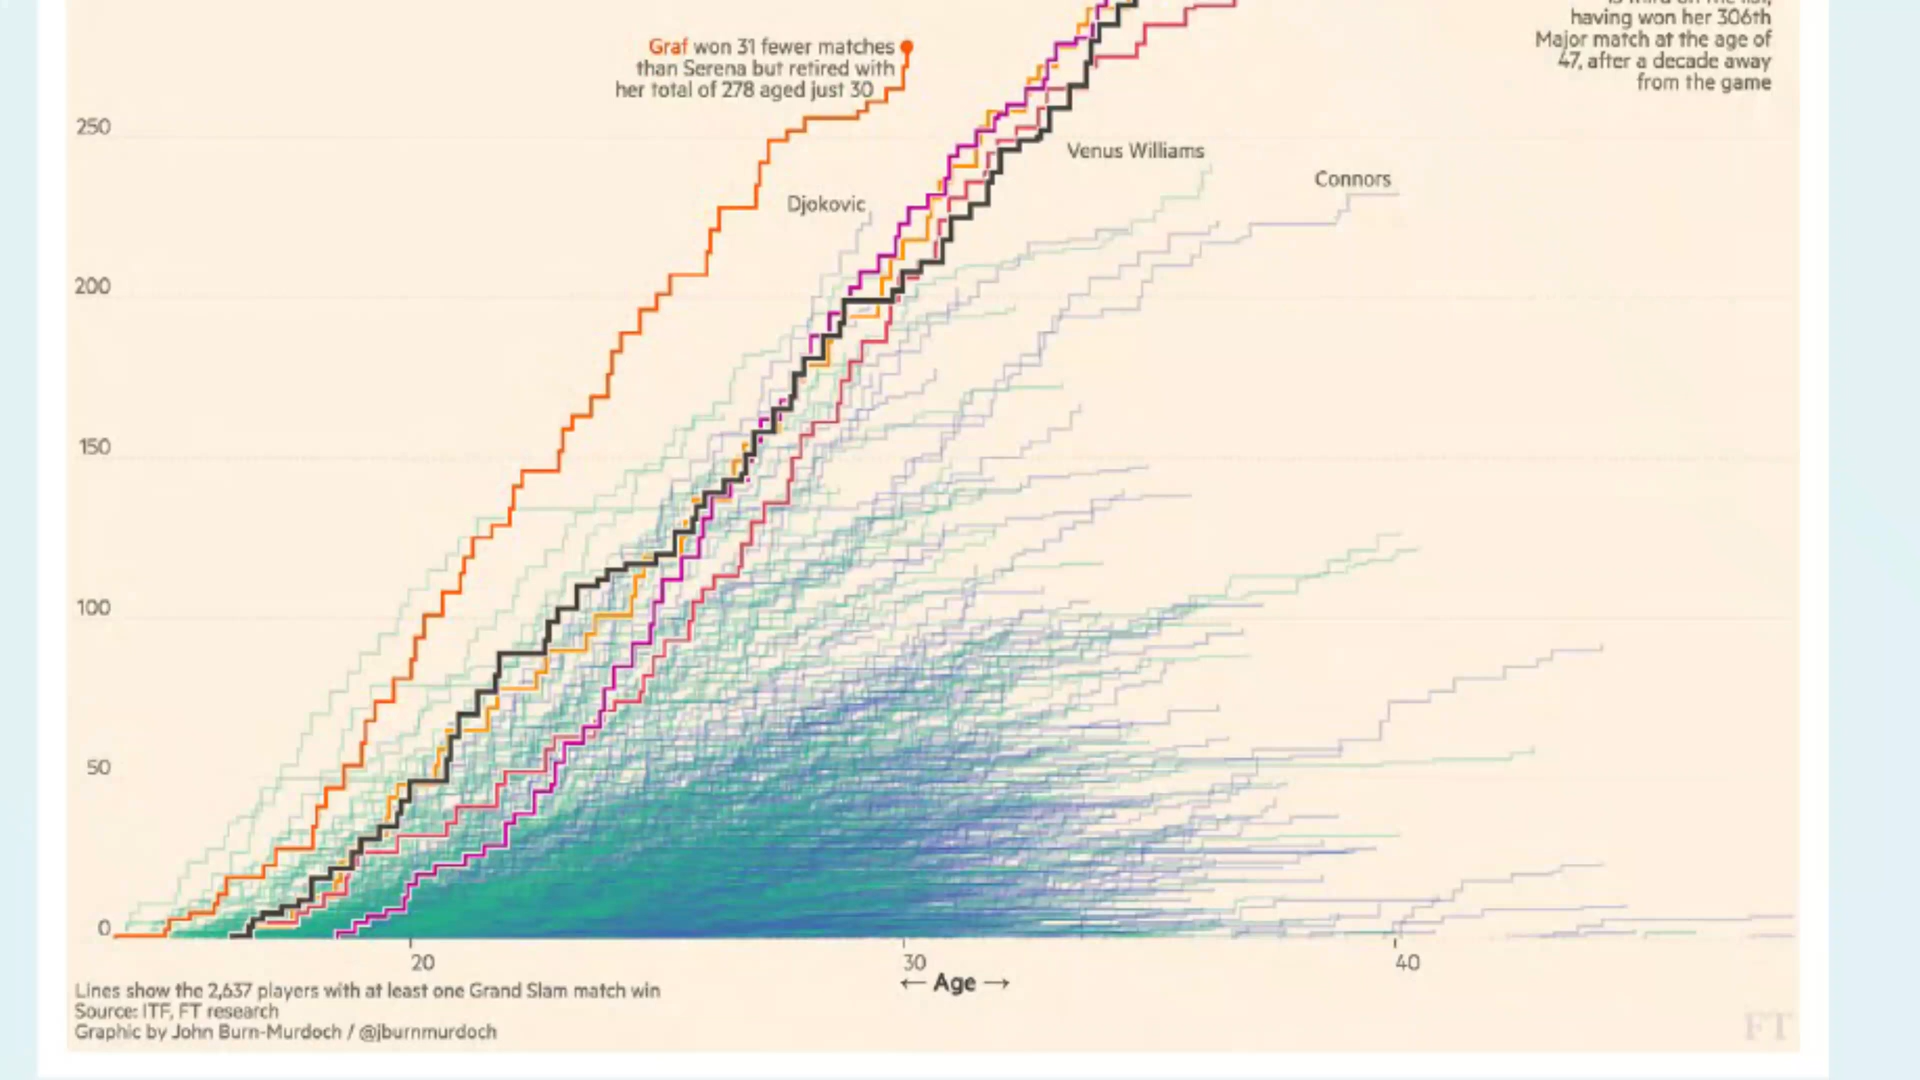 having won her 306th
Major match at the age of
47, after a decade away
from the game
Graf won 31 fewer matches
than Serena but retired with
her total of 278 aged just 30
250
Venus Williams
Connors
Djokovic
200
150
100
50
0
20
30
40
← Age →
Lines show the 2,637 players with at least one Grand Slam match win
Source: ITF, FT research
Graphic by John Burn-Murdoch / @jburnmurdoch
FT